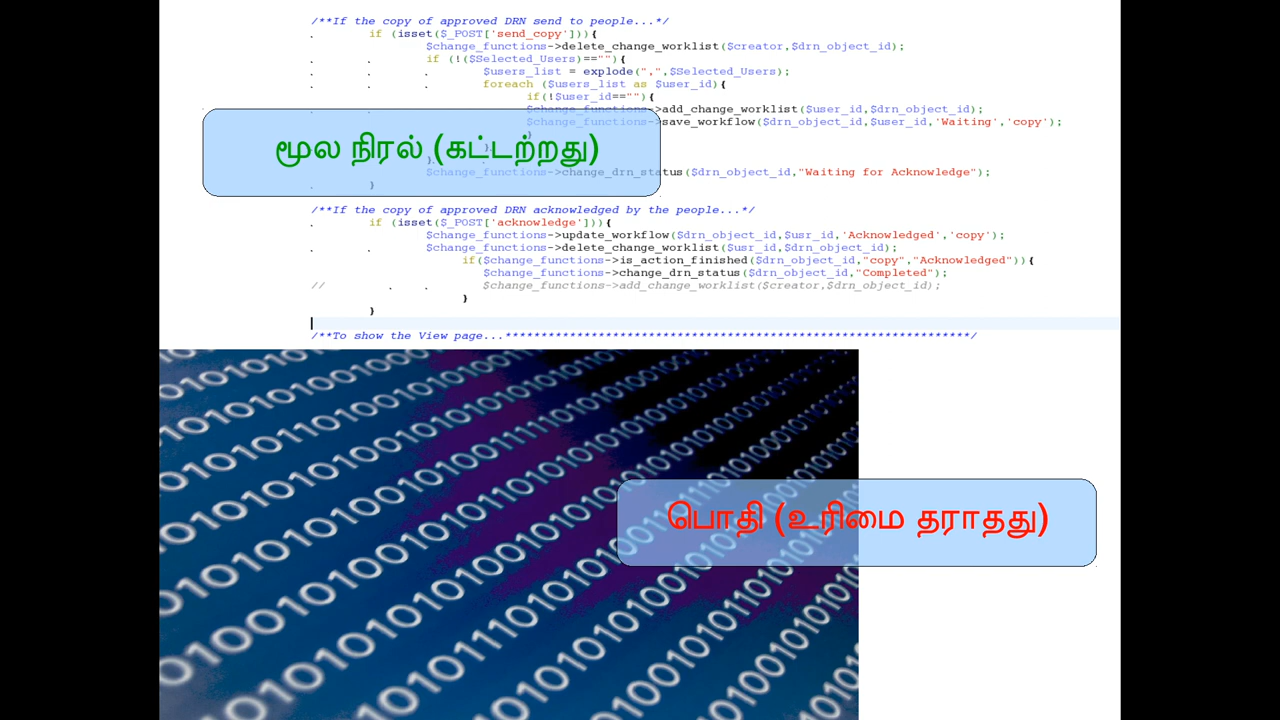 /**If the copy of approved DRN send to people...*/
if (isset($_POST['send_copy'])){
$change_functions->delete_change_worklist($creator,$drn_object_id);
if (!($Selected_Users)==""){
$users_list = explode(",",$Selected_Users);
foreach ($users_list as $user_id){
if(!$user_id==""){
$change_functions->add_change_worklist($user_id,$drn_object_id);
$change_functions->save_workflow($drn_object_id,$user_id,'Waiting','copy');
}
மூல நிரல் (கட்டற்றது)
}
}
$change_functions->change_drn_status($drn_object_id,"Waiting for Acknowledge");
}
/**If the copy of approved DRN acknowledged by the people...*/
if (isset($_POST['acknowledge'])){
$change_functions->update_workflow($drn_object_id,$usr_id,'Acknowledged','copy');
$change_functions->delete_change_worklist($usr_id,$drn_object_id);
if($change_functions->is_action_finished($drn_object_id,"copy","Acknowledged")){
$change_functions->change_drn_status($drn_object_id,"Completed");
// $change_functions->add_change_worklist($creator,$drn_object_id);
}
}
/**To show the View page...*****************************************************************/
பொதி (உரிமை தராதது)